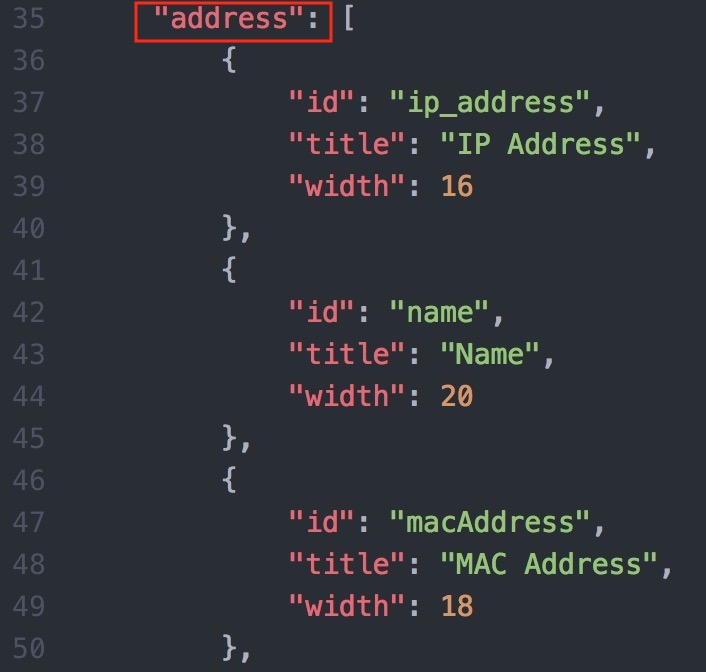 35 "address": [
36 {
37 "id": "ip_address",
38 "title": "IP Address",
39 "width": 16
40 },
41 {
42 "id": "name",
43 "title": "Name",
44 "width": 20
45 },
46 {
47 "id": "macAddress",
48 "title": "MAC Address",
49 "width": 18
50 },